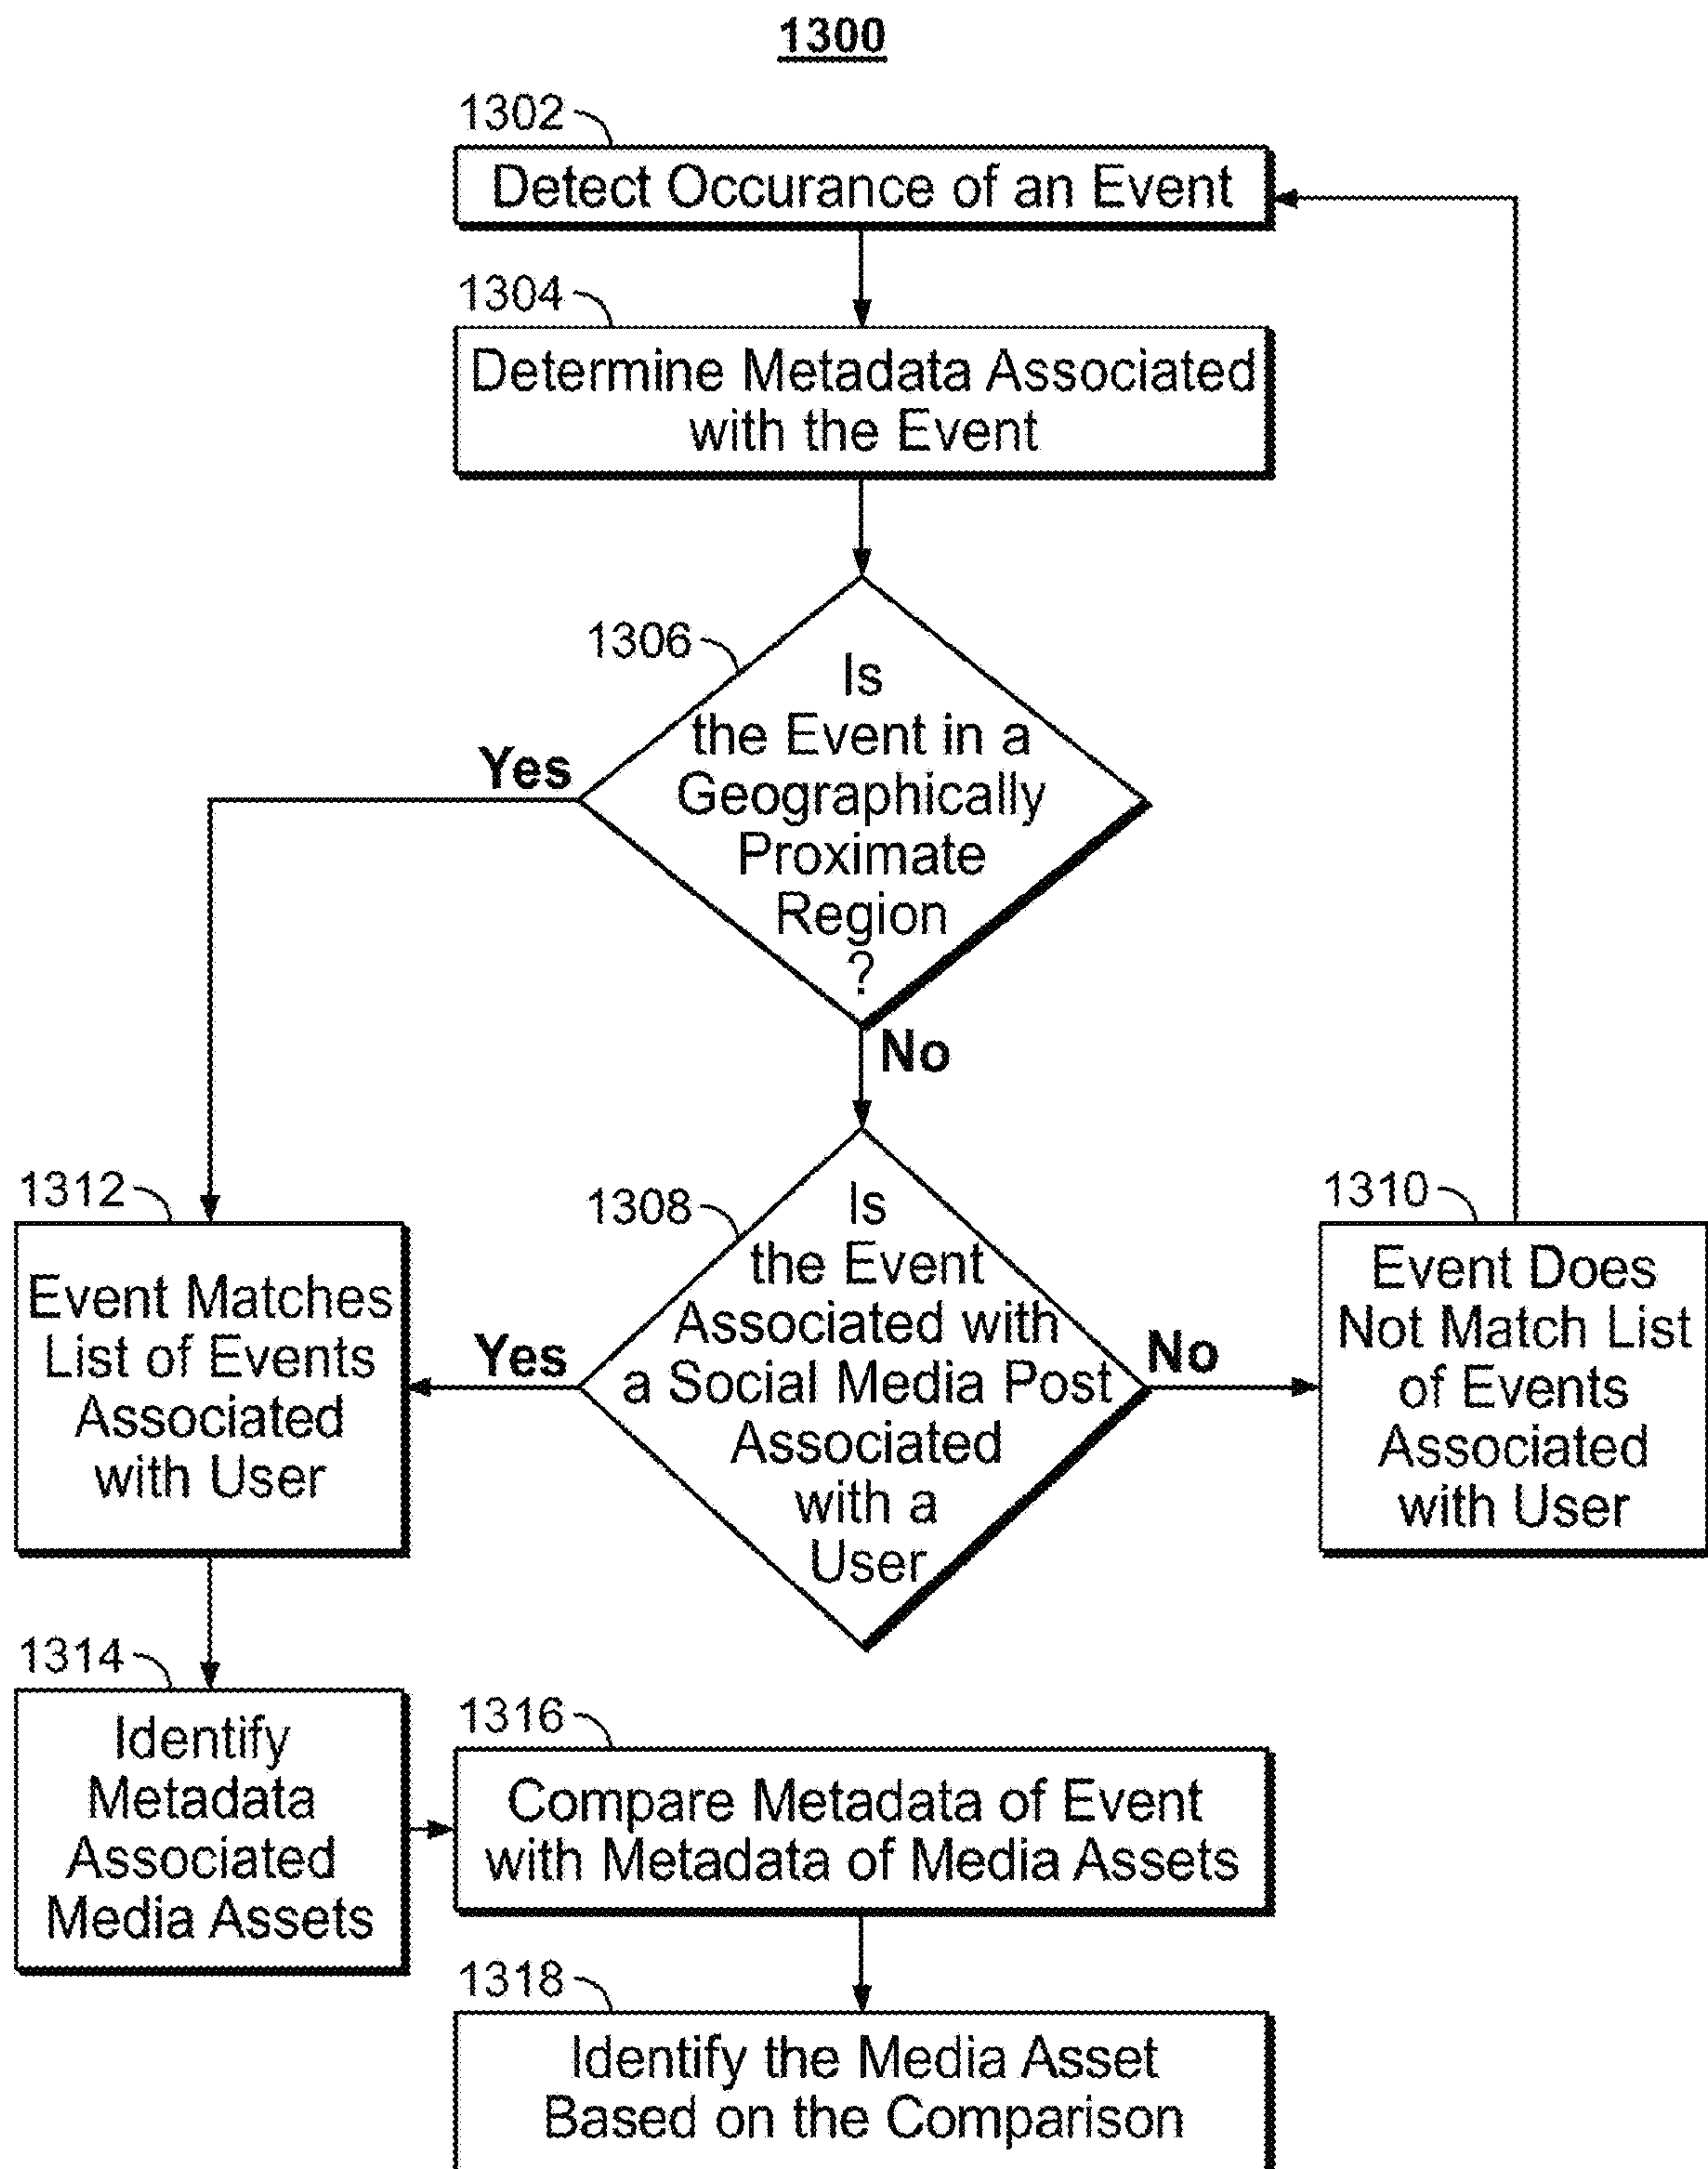 1300
1302
Detect Occurance of an Event
1304
Determine Metadata Associated
with the Event
1306
Is
the Event in a
Geographically
Proximate
Region
?
Yes
No
1312
Event Matches
List of Events
Associated
with User
1308
Is
the Event
Associated with
a Social Media Post
Associated
with a
User
Yes
No
1310
Event Does
Not Match List
of Events
Associated
with User
1314
Identify
Metadata
Associated
Media Assets
1316
Compare Metadata of Event
with Metadata of Media Assets
1318
Identify the Media Asset
Based on the Comparison